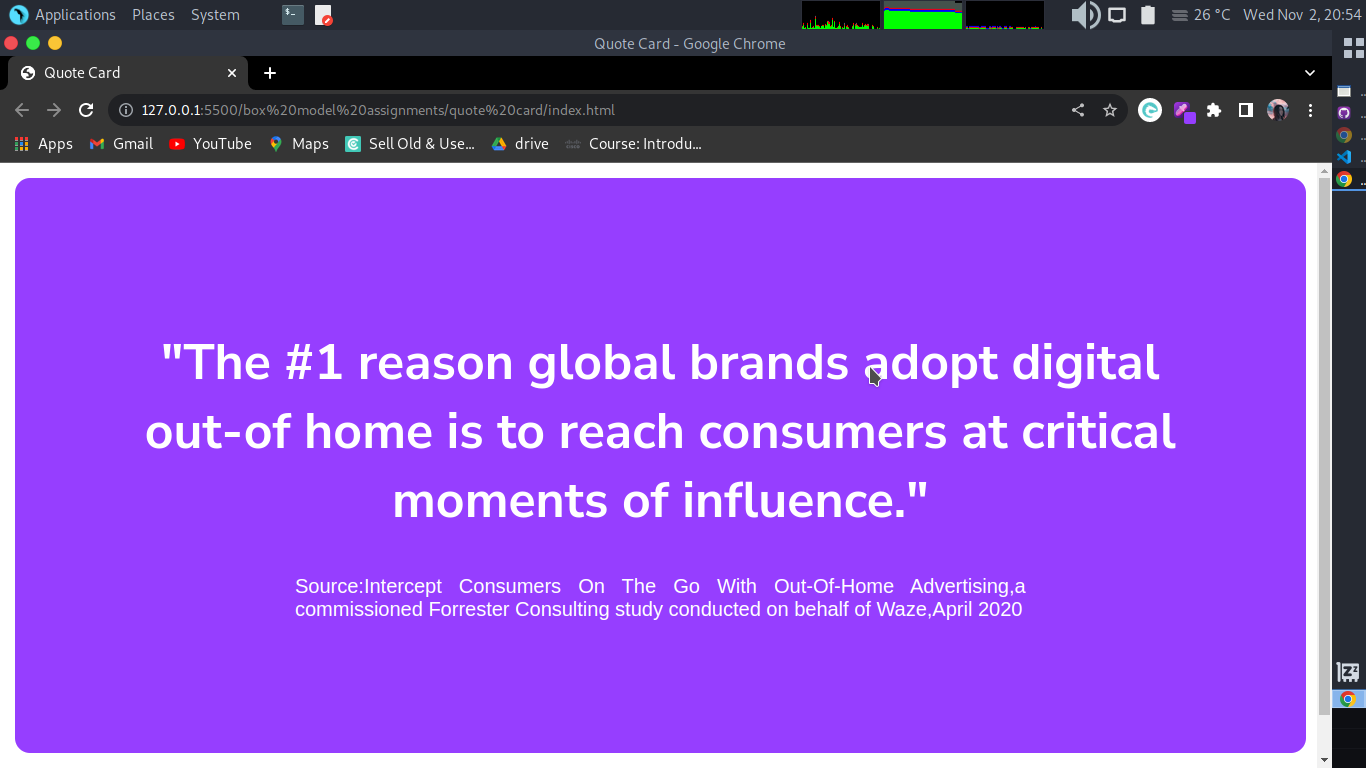 Applications Places System 26 °C Wed Nov 2, 20:54
Quote Card - Google Chrome
Quote Card
127.0.0.1:5500/box%20model%20assignments/quote%20card/index.html
Apps Gmail YouTube Maps Sell Old & Use... drive Course: Introdu...
"The #1 reason global brands adopt digital
out-of home is to reach consumers at critical
moments of influence."
Source:Intercept Consumers On The Go With Out-Of-Home Advertising,a
commissioned Forrester Consulting study conducted on behalf of Waze,April 2020